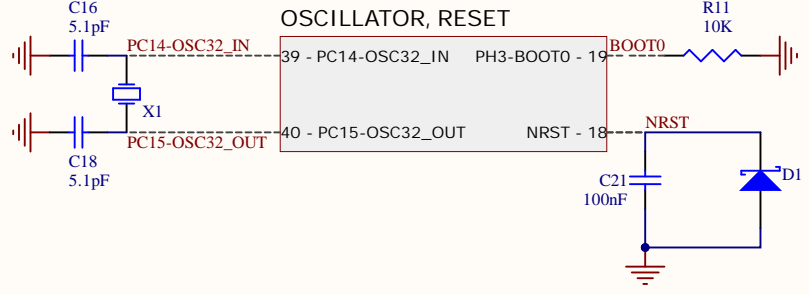 C16
5.1pF
OSCILLATOR, RESET
R11
10K
PC14-OSC32_IN
39 - PC14-OSC32_IN
PH3-BOOT0 - 19
BOOT0
X1
PC15-OSC32_OUT
40 - PC15-OSC32_OUT
NRST - 18
NRST
C18
5.1pF
C21
100nF
D1